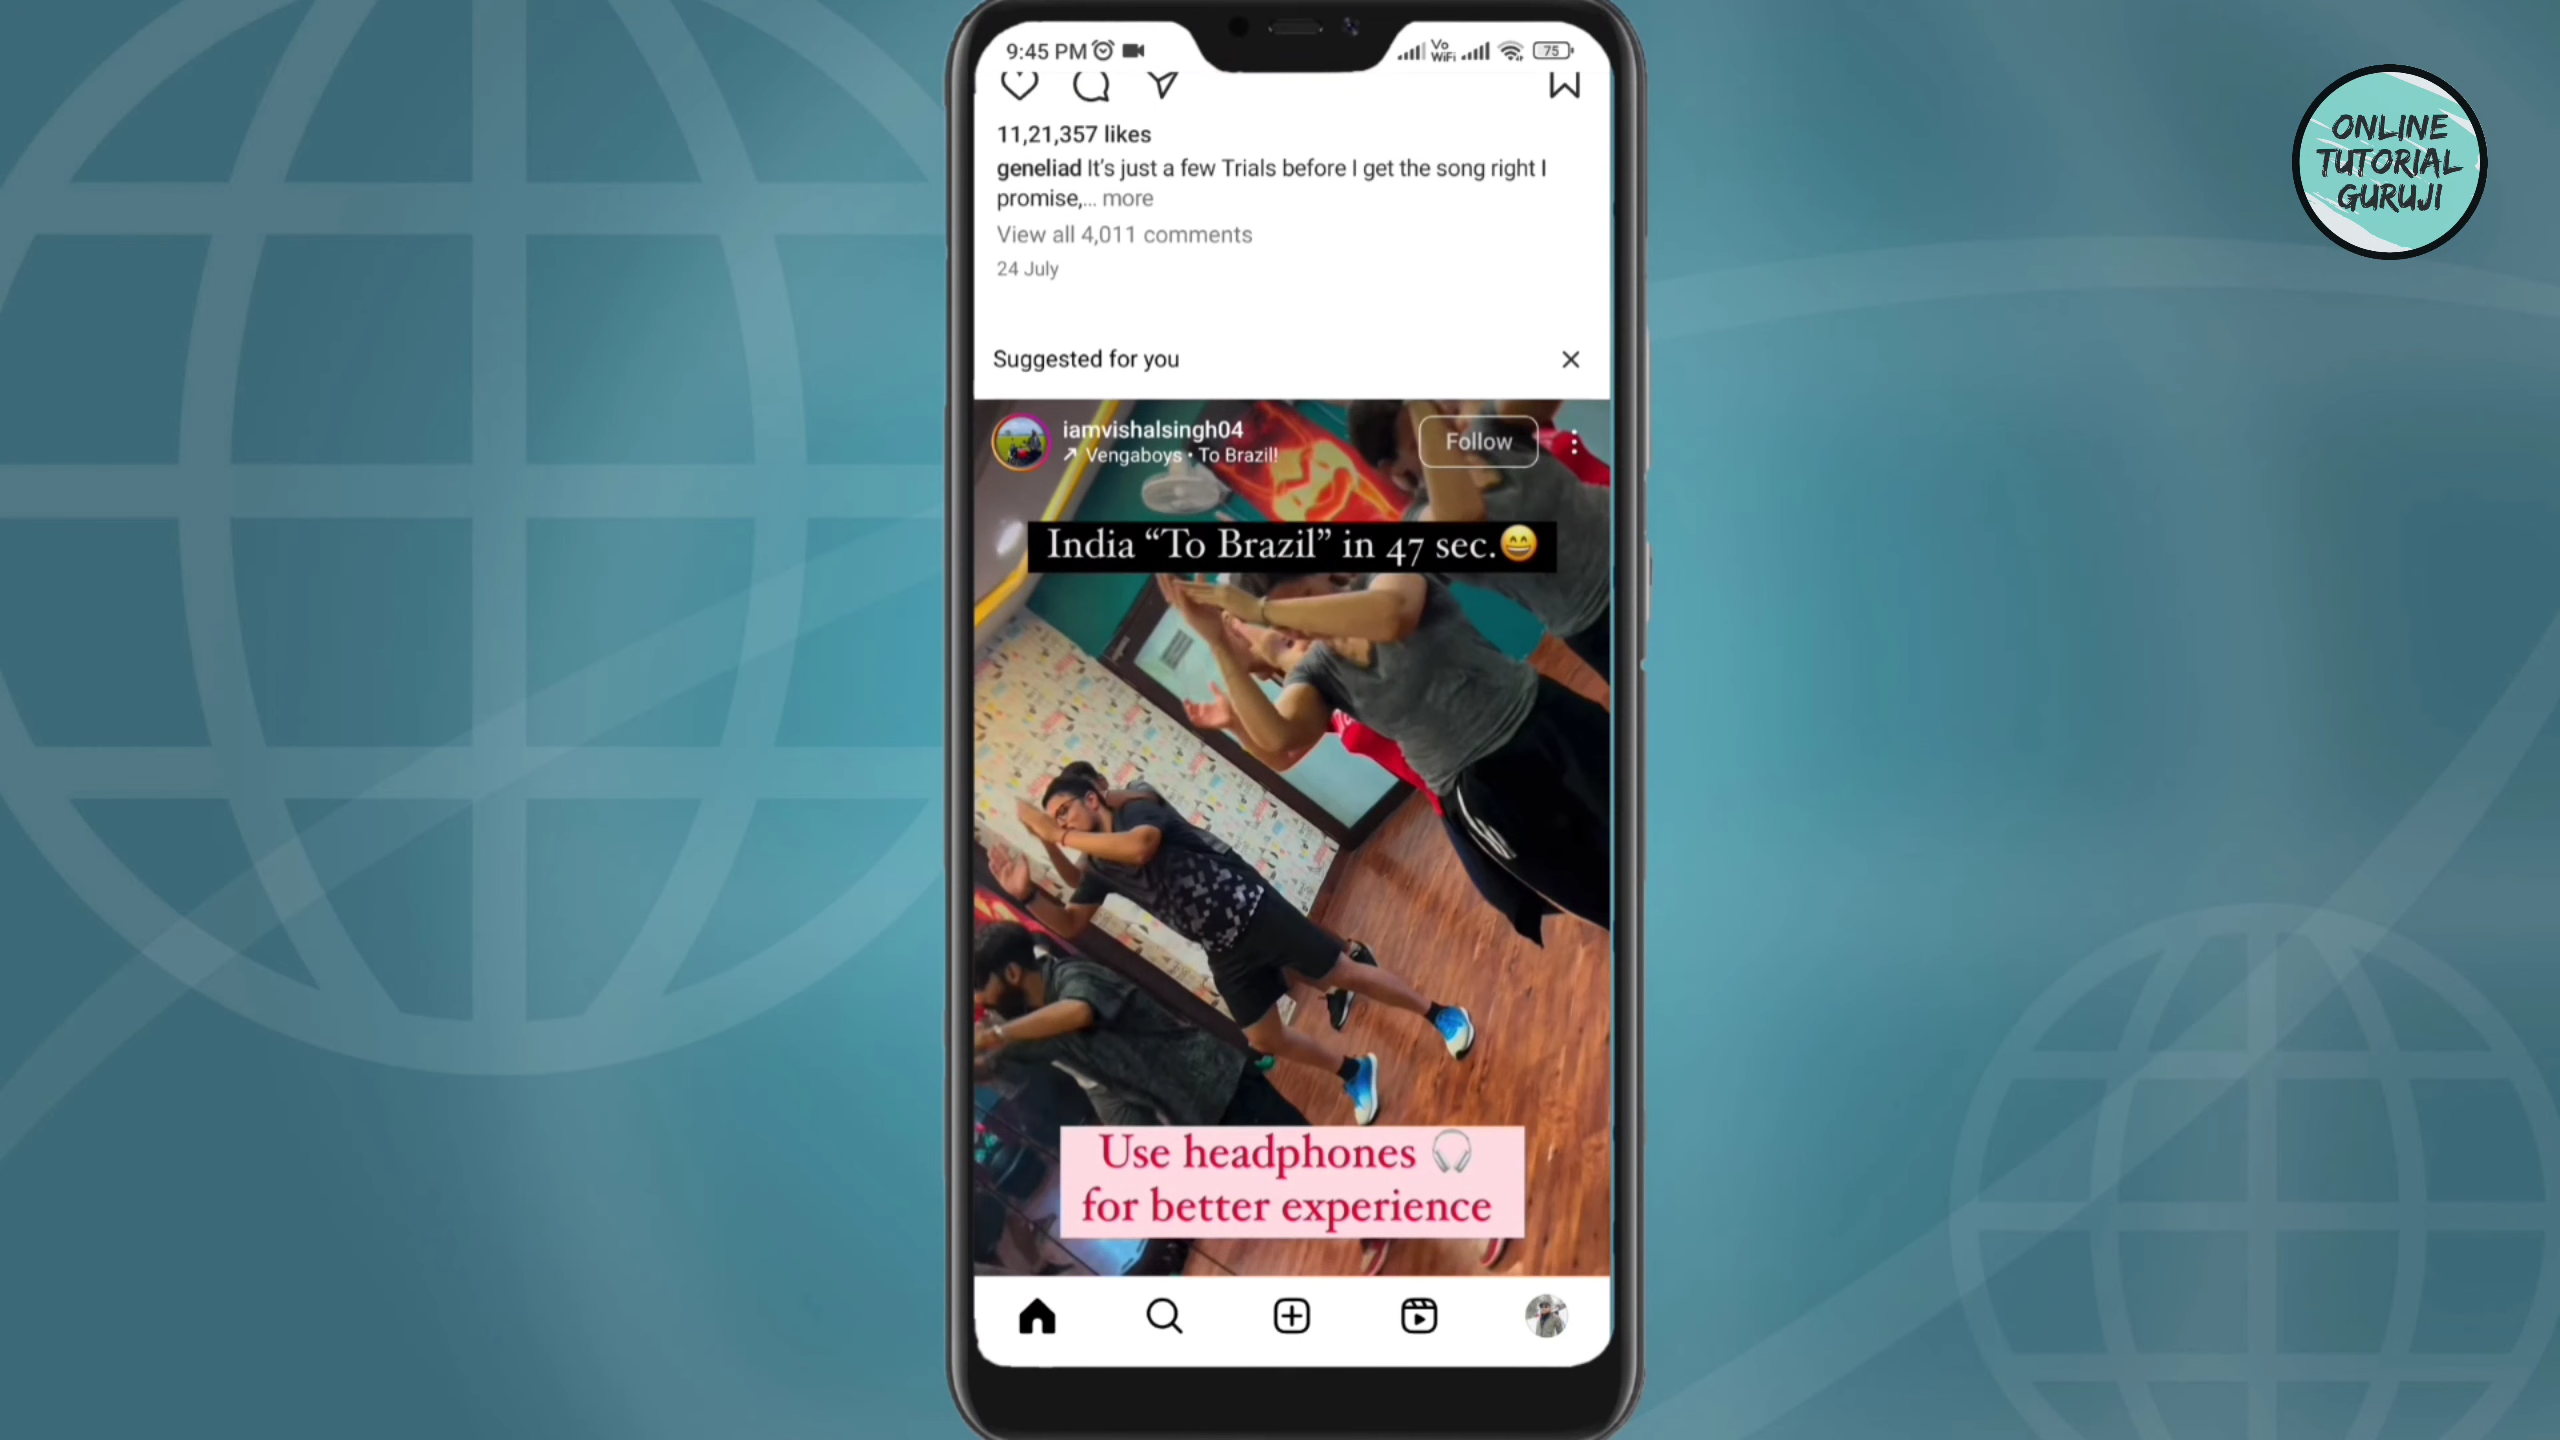 9:45 PM
Vo
WiFi
75
11,21,357 likes
geneliad It's just a few Trials before I get the song right I
promise,... more
View all 4,011 comments
24 July
Suggested for you
iamvishalsingh04
Vengaboys • To Brazil!
Follow
India “To Brazil” in 47 sec.😄
Use headphones 🎧
for better experience
ONLINE
TUTORIAL
GURUJI